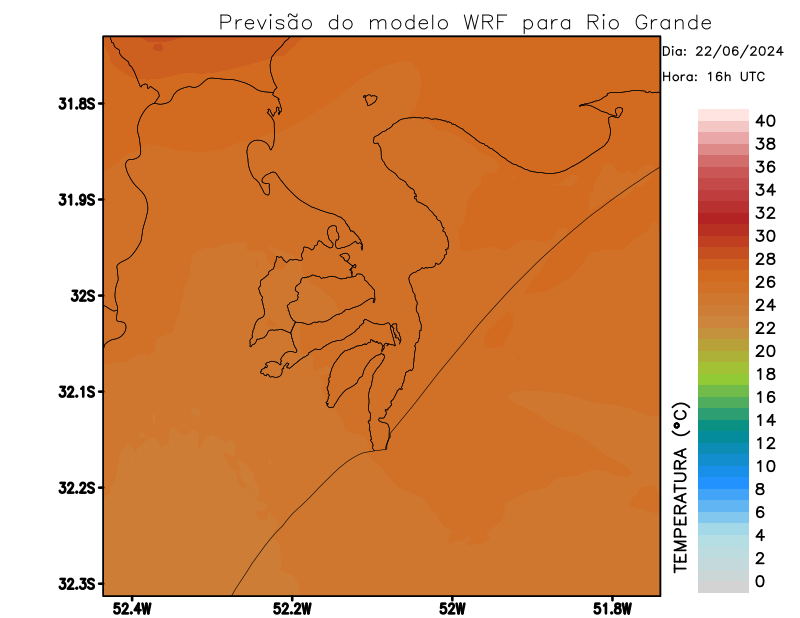 Previsão do modelo WRF para Rio Grande
Dia: 22/06/2024
Hora: 16h UTC
31.8S
31.9S
32S
32.1S
32.2S
32.3S
52.4W
52.2W
52W
51.8W
TEMPERATURA (°C)
40
38
36
34
32
30
28
26
24
22
20
18
16
14
12
10
8
6
4
2
0